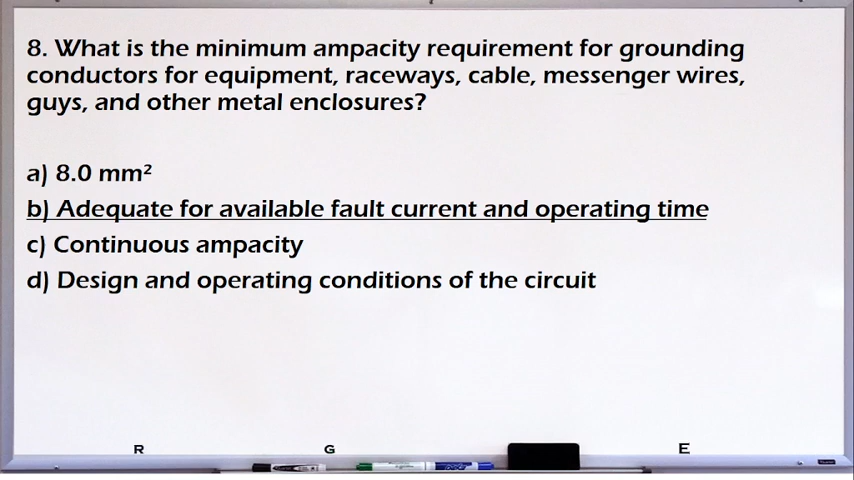 8. What is the minimum ampacity requirement for grounding
conductors for equipment, raceways, cable, messenger wires,
guys, and other metal enclosures?
a) 8.0 mm²
b) Adequate for available fault current and operating time
c) Continuous ampacity
d) Design and operating conditions of the circuit
R G E